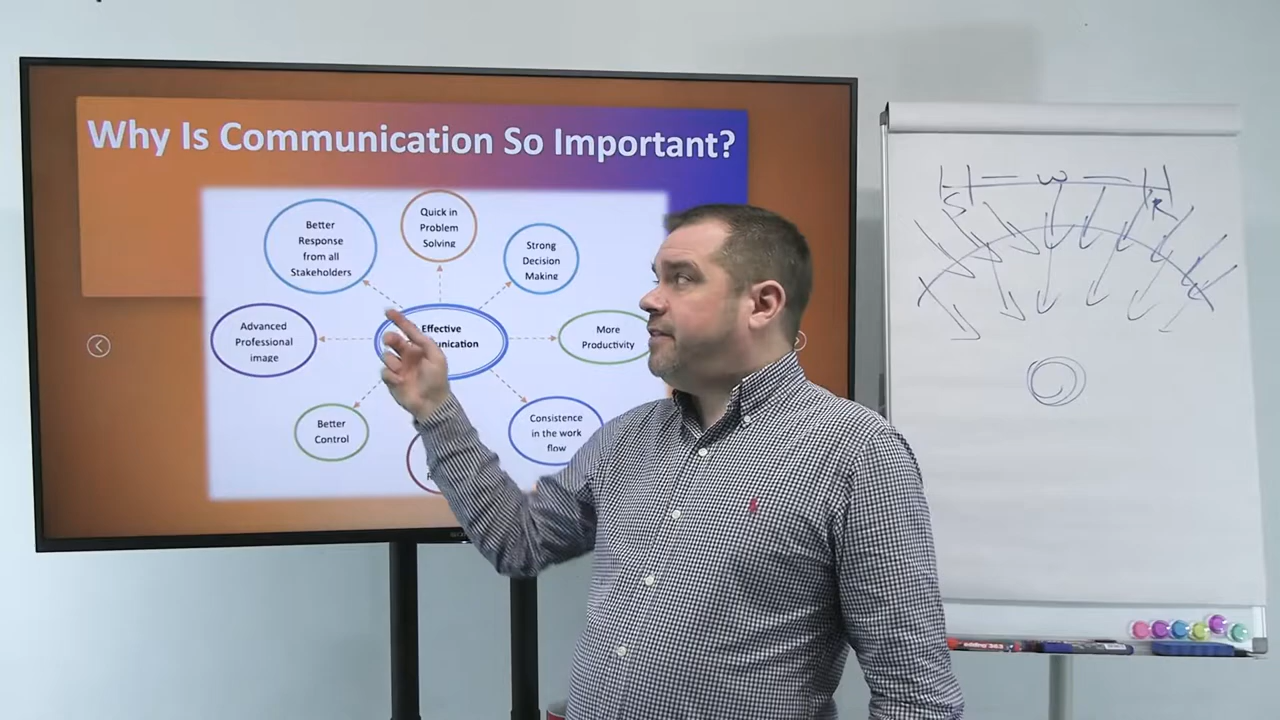 Why Is Communication So Important?
Quick in
Problem
Solving
Better
Response
from all
Stakeholders
Strong
Decision
Making
Advanced
Professional
image
Effective
More
Productivity
Better
Control
Consistence
in the work
flow
S
W
R